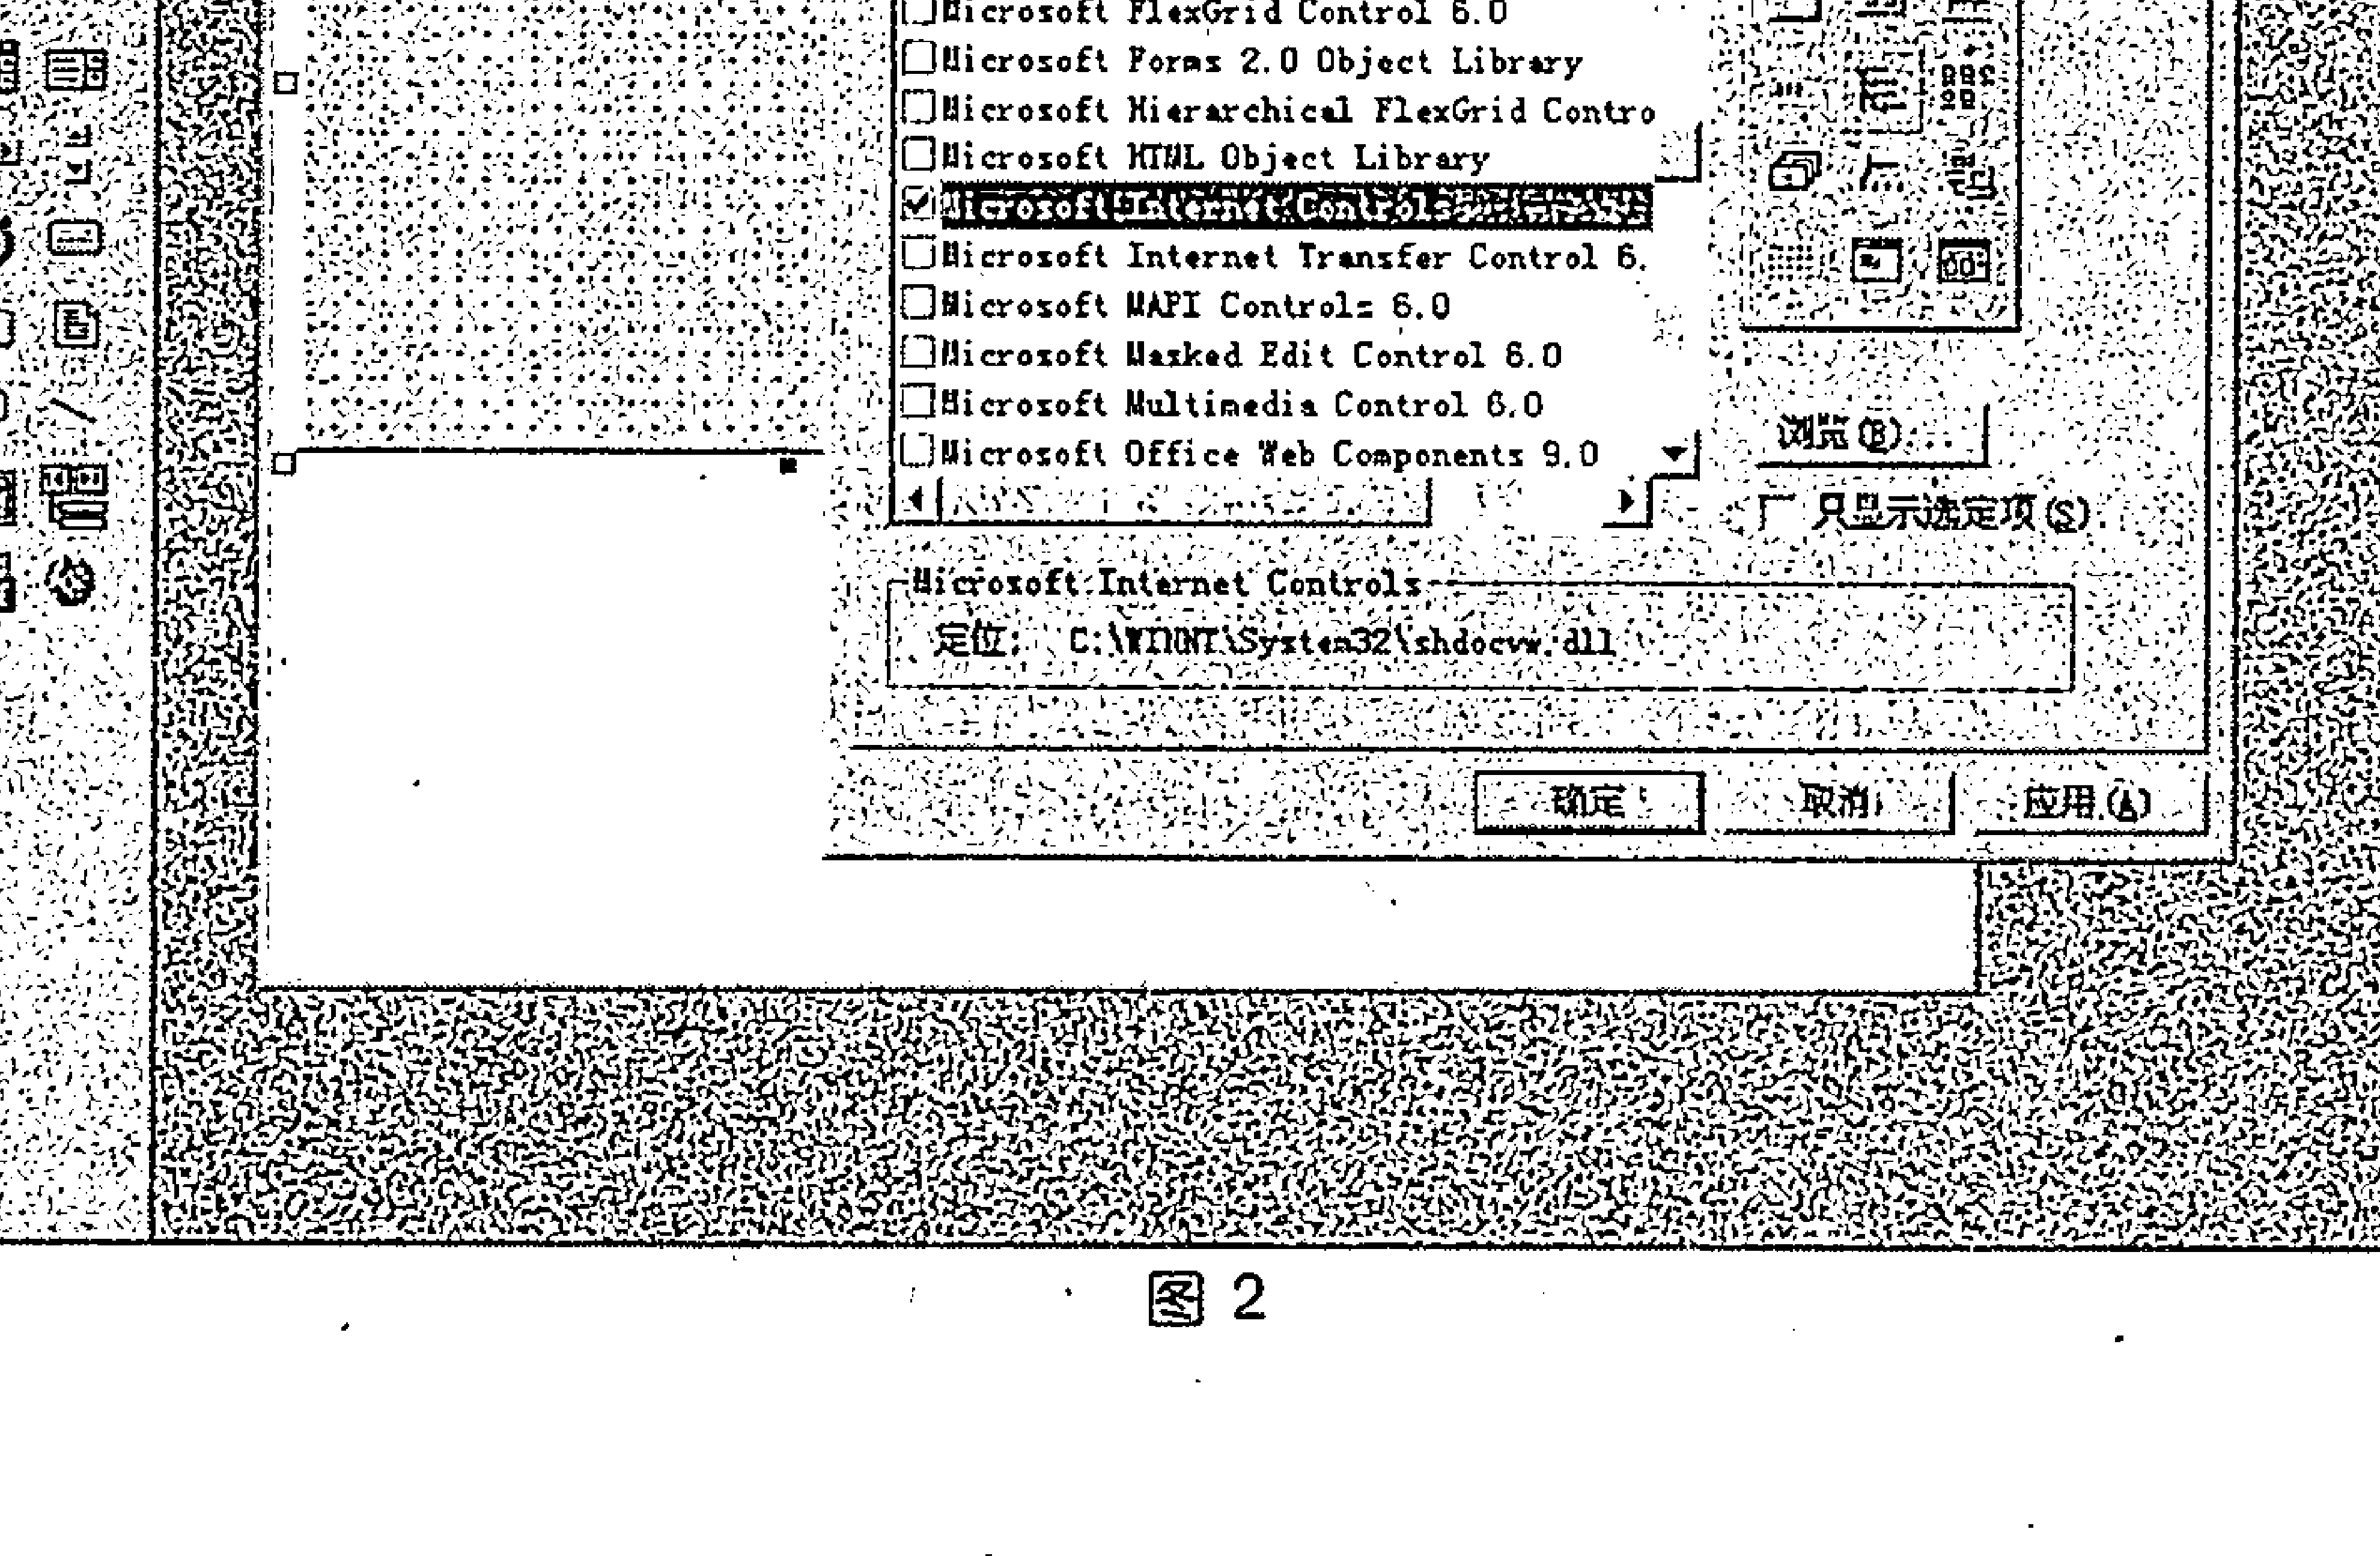 Microsoft FlexGrid Control 6.0
Microsoft Forms 2.0 Object Library
Microsoft Hierarchical FlexGrid Contro
Microsoft HTML Object Library
Microsoft Internet Controls
Microsoft Internet Transfer Control 6.
Microsoft MAPI Controls 6.0
Microsoft Masked Edit Control 6.0
Microsoft Multimedia Control 6.0
Microsoft Office Web Components 9.0
浏览(B)...
只显示选定项(S)
Microsoft Internet Controls
定位: C:\WINNT\System32\shdocvw.dll
确定
取消
应用(A)
图 2